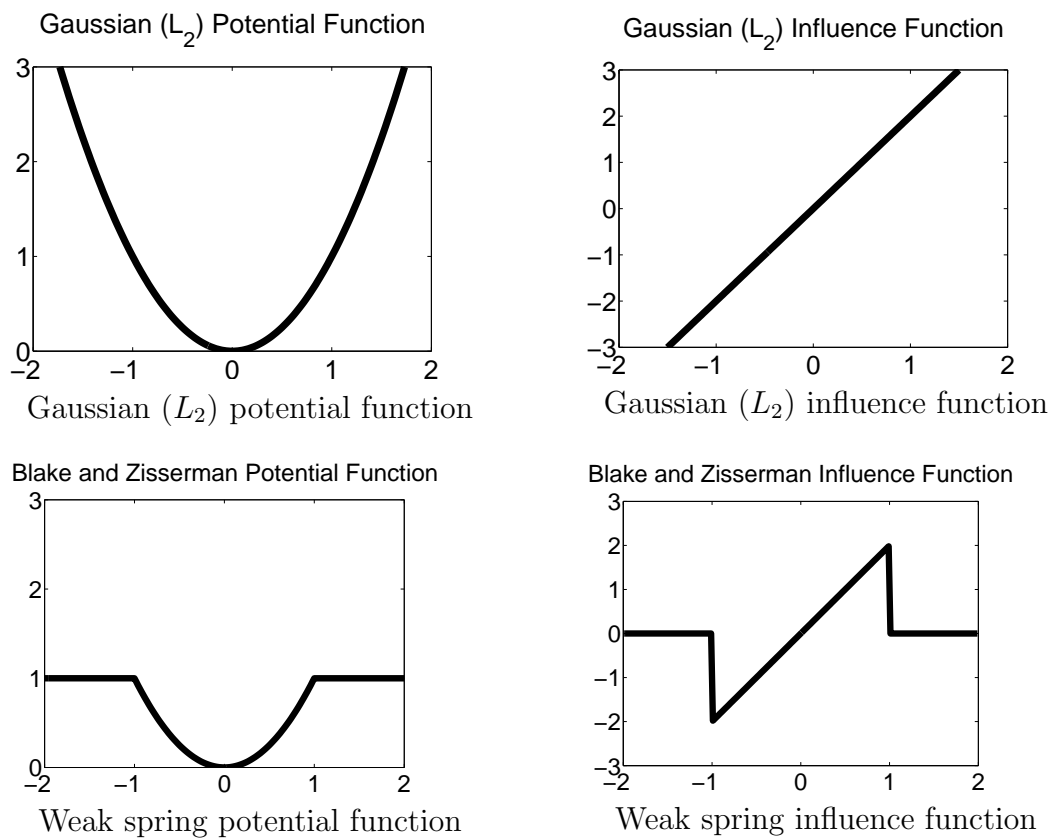 Gaussian (L2) Potential Function
3
2
1
0
−2 −1 0 1 2
Gaussian (L2) potential function
Gaussian (L2) Influence Function
3
2
1
0
−1
−2
−3
−2 −1 0 1 2
Gaussian (L2) influence function
Blake and Zisserman Potential Function
3
2
1
0
−2 −1 0 1 2
Weak spring potential function
Blake and Zisserman Influence Function
3
2
1
0
−1
−2
−3
−2 −1 0 1 2
Weak spring influence function